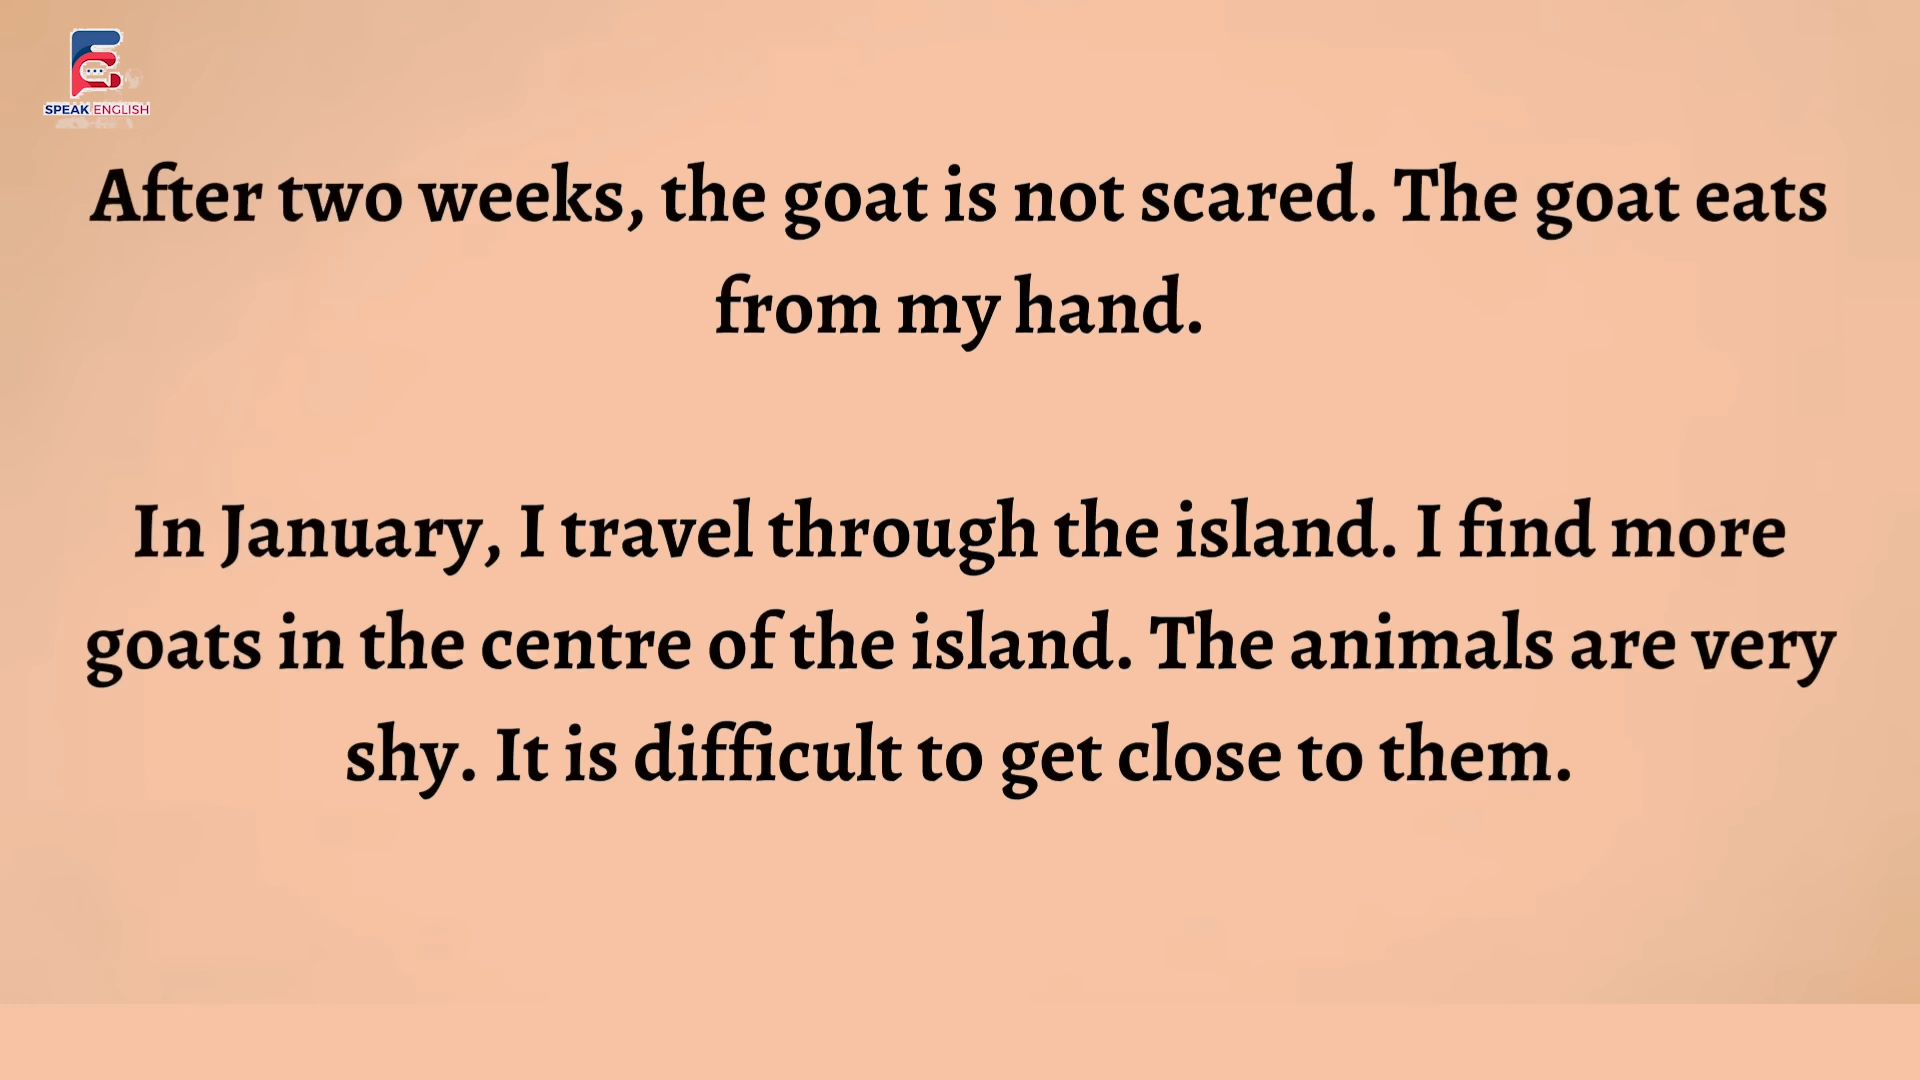 SPEAK ENGLISH
After two weeks, the goat is not scared. The goat eats
from my hand.
In January, I travel through the island. I find more
goats in the centre of the island. The animals are very
shy. It is difficult to get close to them.